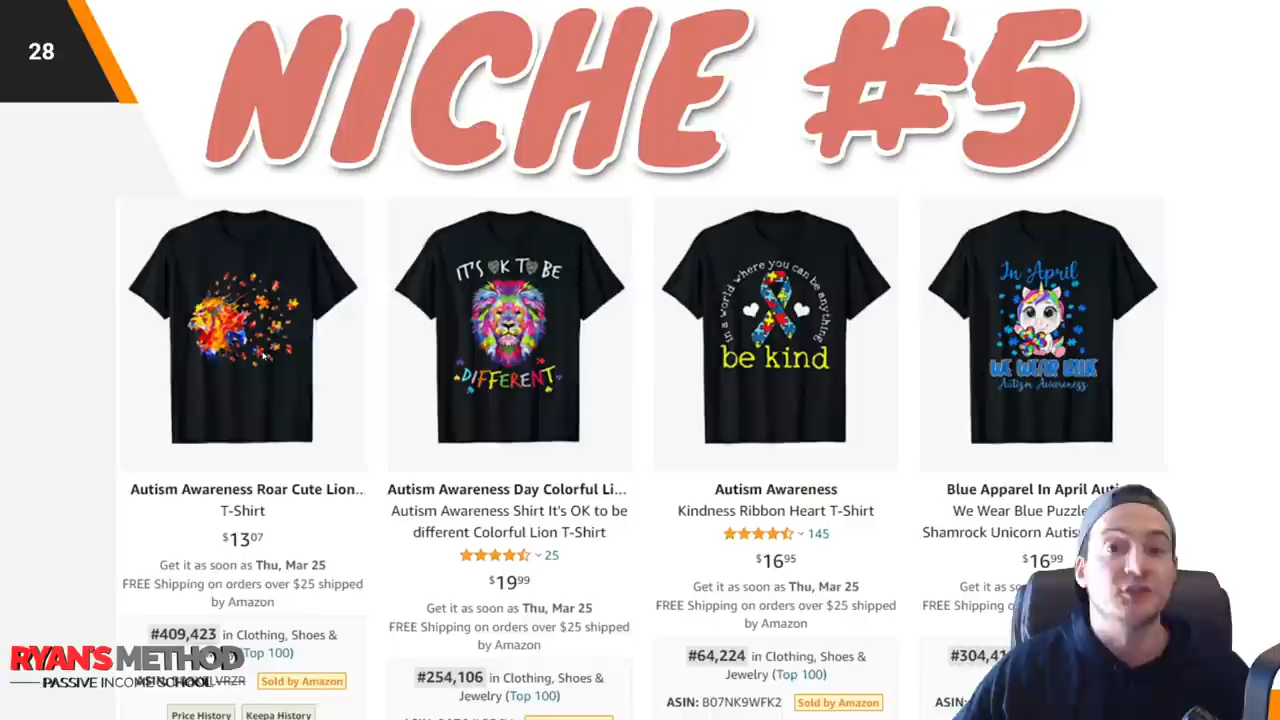 28
NICHE #5
IT'S OK TO BE
DIFFERENT
in a world where you can be anything
be kind
In April
WE WEAR BLUE
Autism Awareness
Autism Awareness Roar Cute Lion...
T-Shirt
$13.07
Get it as soon as Thu, Mar 25
FREE Shipping on orders over $25 shipped
by Amazon
#409,423 in Clothing, Shoes &
Top 100)
Sold by Amazon
Price History
Keepa History
Autism Awareness Day Colorful Li...
Autism Awareness Shirt It's OK to be
different Colorful Lion T-Shirt
25
$19.99
Get it as soon as Thu, Mar 25
FREE Shipping on orders over $25 shipped
by Amazon
#254,106 in Clothing, Shoes &
Jewelry (Top 100)
Autism Awareness
Kindness Ribbon Heart T-Shirt
145
$16.95
Get it as soon as Thu, Mar 25
FREE Shipping on orders over $25 shipped
by Amazon
#64,224 in Clothing, Shoes &
Jewelry (Top 100)
ASIN: B07NK9WFK2
Sold by Amazon
Blue Apparel In April Auti
We Wear Blue Puzzle
Shamrock Unicorn Autis
$16.99
Get it as
FREE Shipping
#304,41
ASIN:
RYAN'S METHOD
PASSIVE INCOME SCHOOL